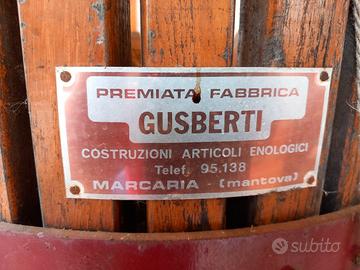 PREMIATA FABBRICA
GUSBERTI
COSTRUZIONI ARTICOLI ENOLOGICI
Telef. 95.138
MARCARIA - (mantova)
subito